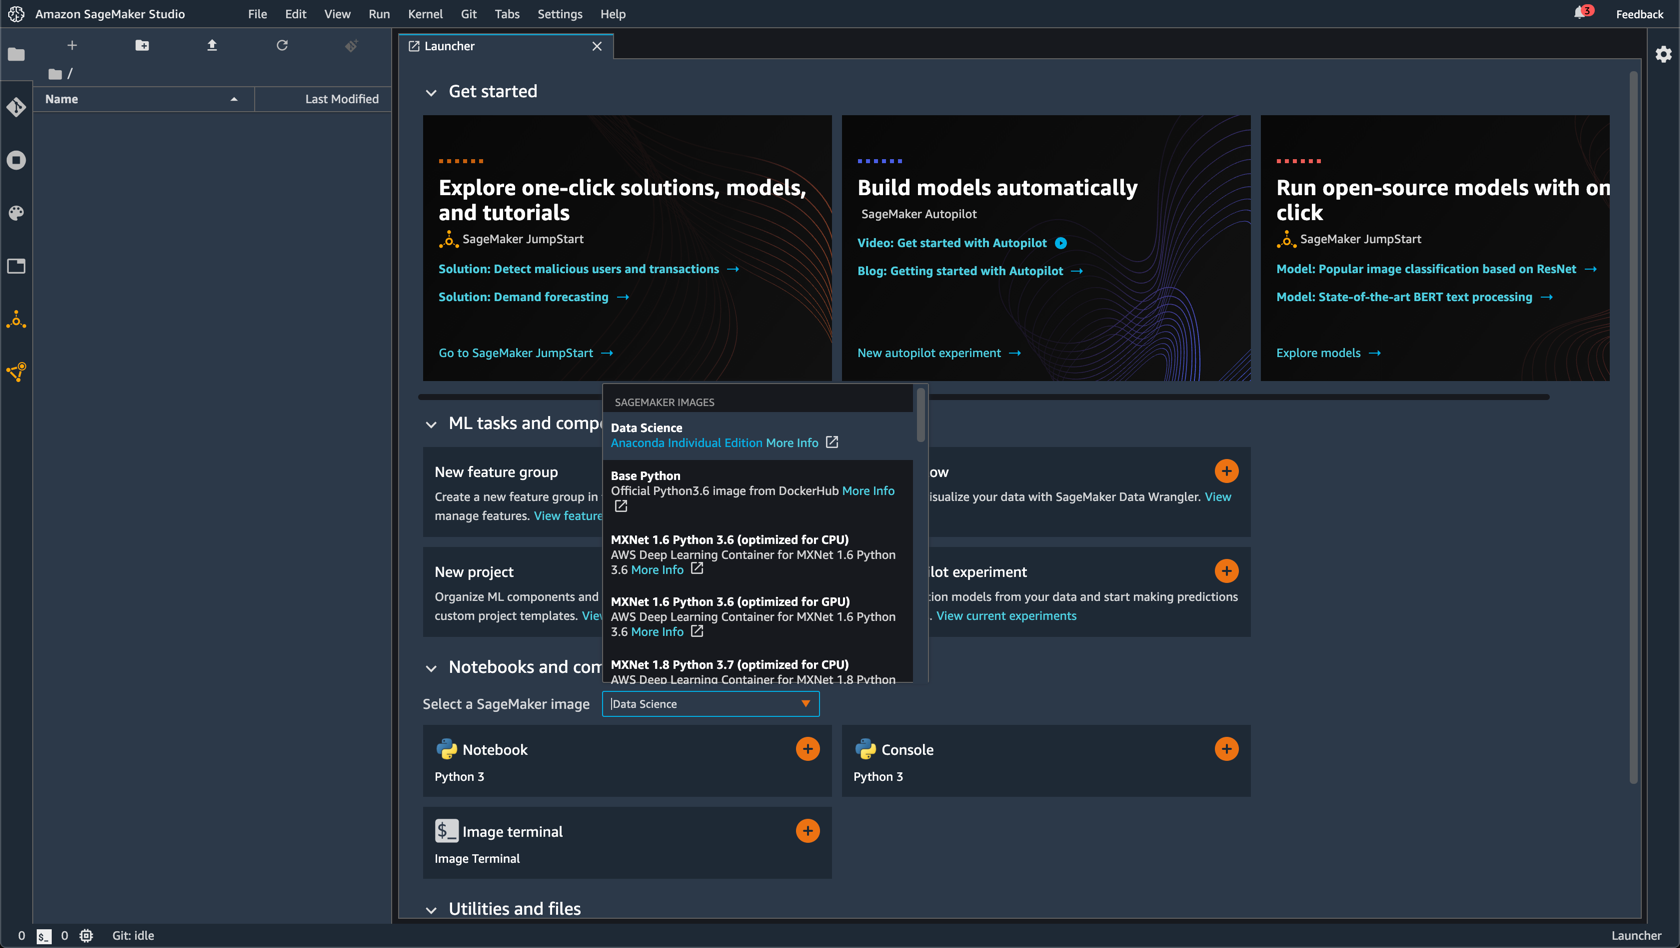 Amazon SageMaker Studio
File Edit View Run Kernel Git Tabs Settings Help
3
Feedback
/
Name
Last Modified
Launcher
Get started
Explore one-click solutions, models,
and tutorials
SageMaker JumpStart
Solution: Detect malicious users and transactions →
Solution: Demand forecasting →
Go to SageMaker JumpStart →
Build models automatically
SageMaker Autopilot
Video: Get started with Autopilot
Blog: Getting started with Autopilot →
New autopilot experiment →
Run open-source models with on
click
SageMaker JumpStart
Model: Popular image classification based on ResNet →
Model: State-of-the-art BERT text processing →
Explore models →
ML tasks and compo
New feature group
Create a new feature group in
manage features. View feature
ow
isualize your data with SageMaker Data Wrangler. View
New project
Organize ML components and
custom project templates. View
lot experiment
tion models from your data and start making predictions
. View current experiments
SAGEMAKER IMAGES
Data Science
Anaconda Individual Edition More Info
Base Python
Official Python3.6 image from DockerHub More Info
MXNet 1.6 Python 3.6 (optimized for CPU)
AWS Deep Learning Container for MXNet 1.6 Python
3.6 More Info
MXNet 1.6 Python 3.6 (optimized for GPU)
AWS Deep Learning Container for MXNet 1.6 Python
3.6 More Info
MXNet 1.8 Python 3.7 (optimized for CPU)
AWS Deep Learning Container for MXNet 1.8 Python
Notebooks and com
Select a SageMaker image
Data Science
Notebook
Python 3
Console
Python 3
$_ Image terminal
Image Terminal
Utilities and files
0 $_ 0 Git: idle
Launcher